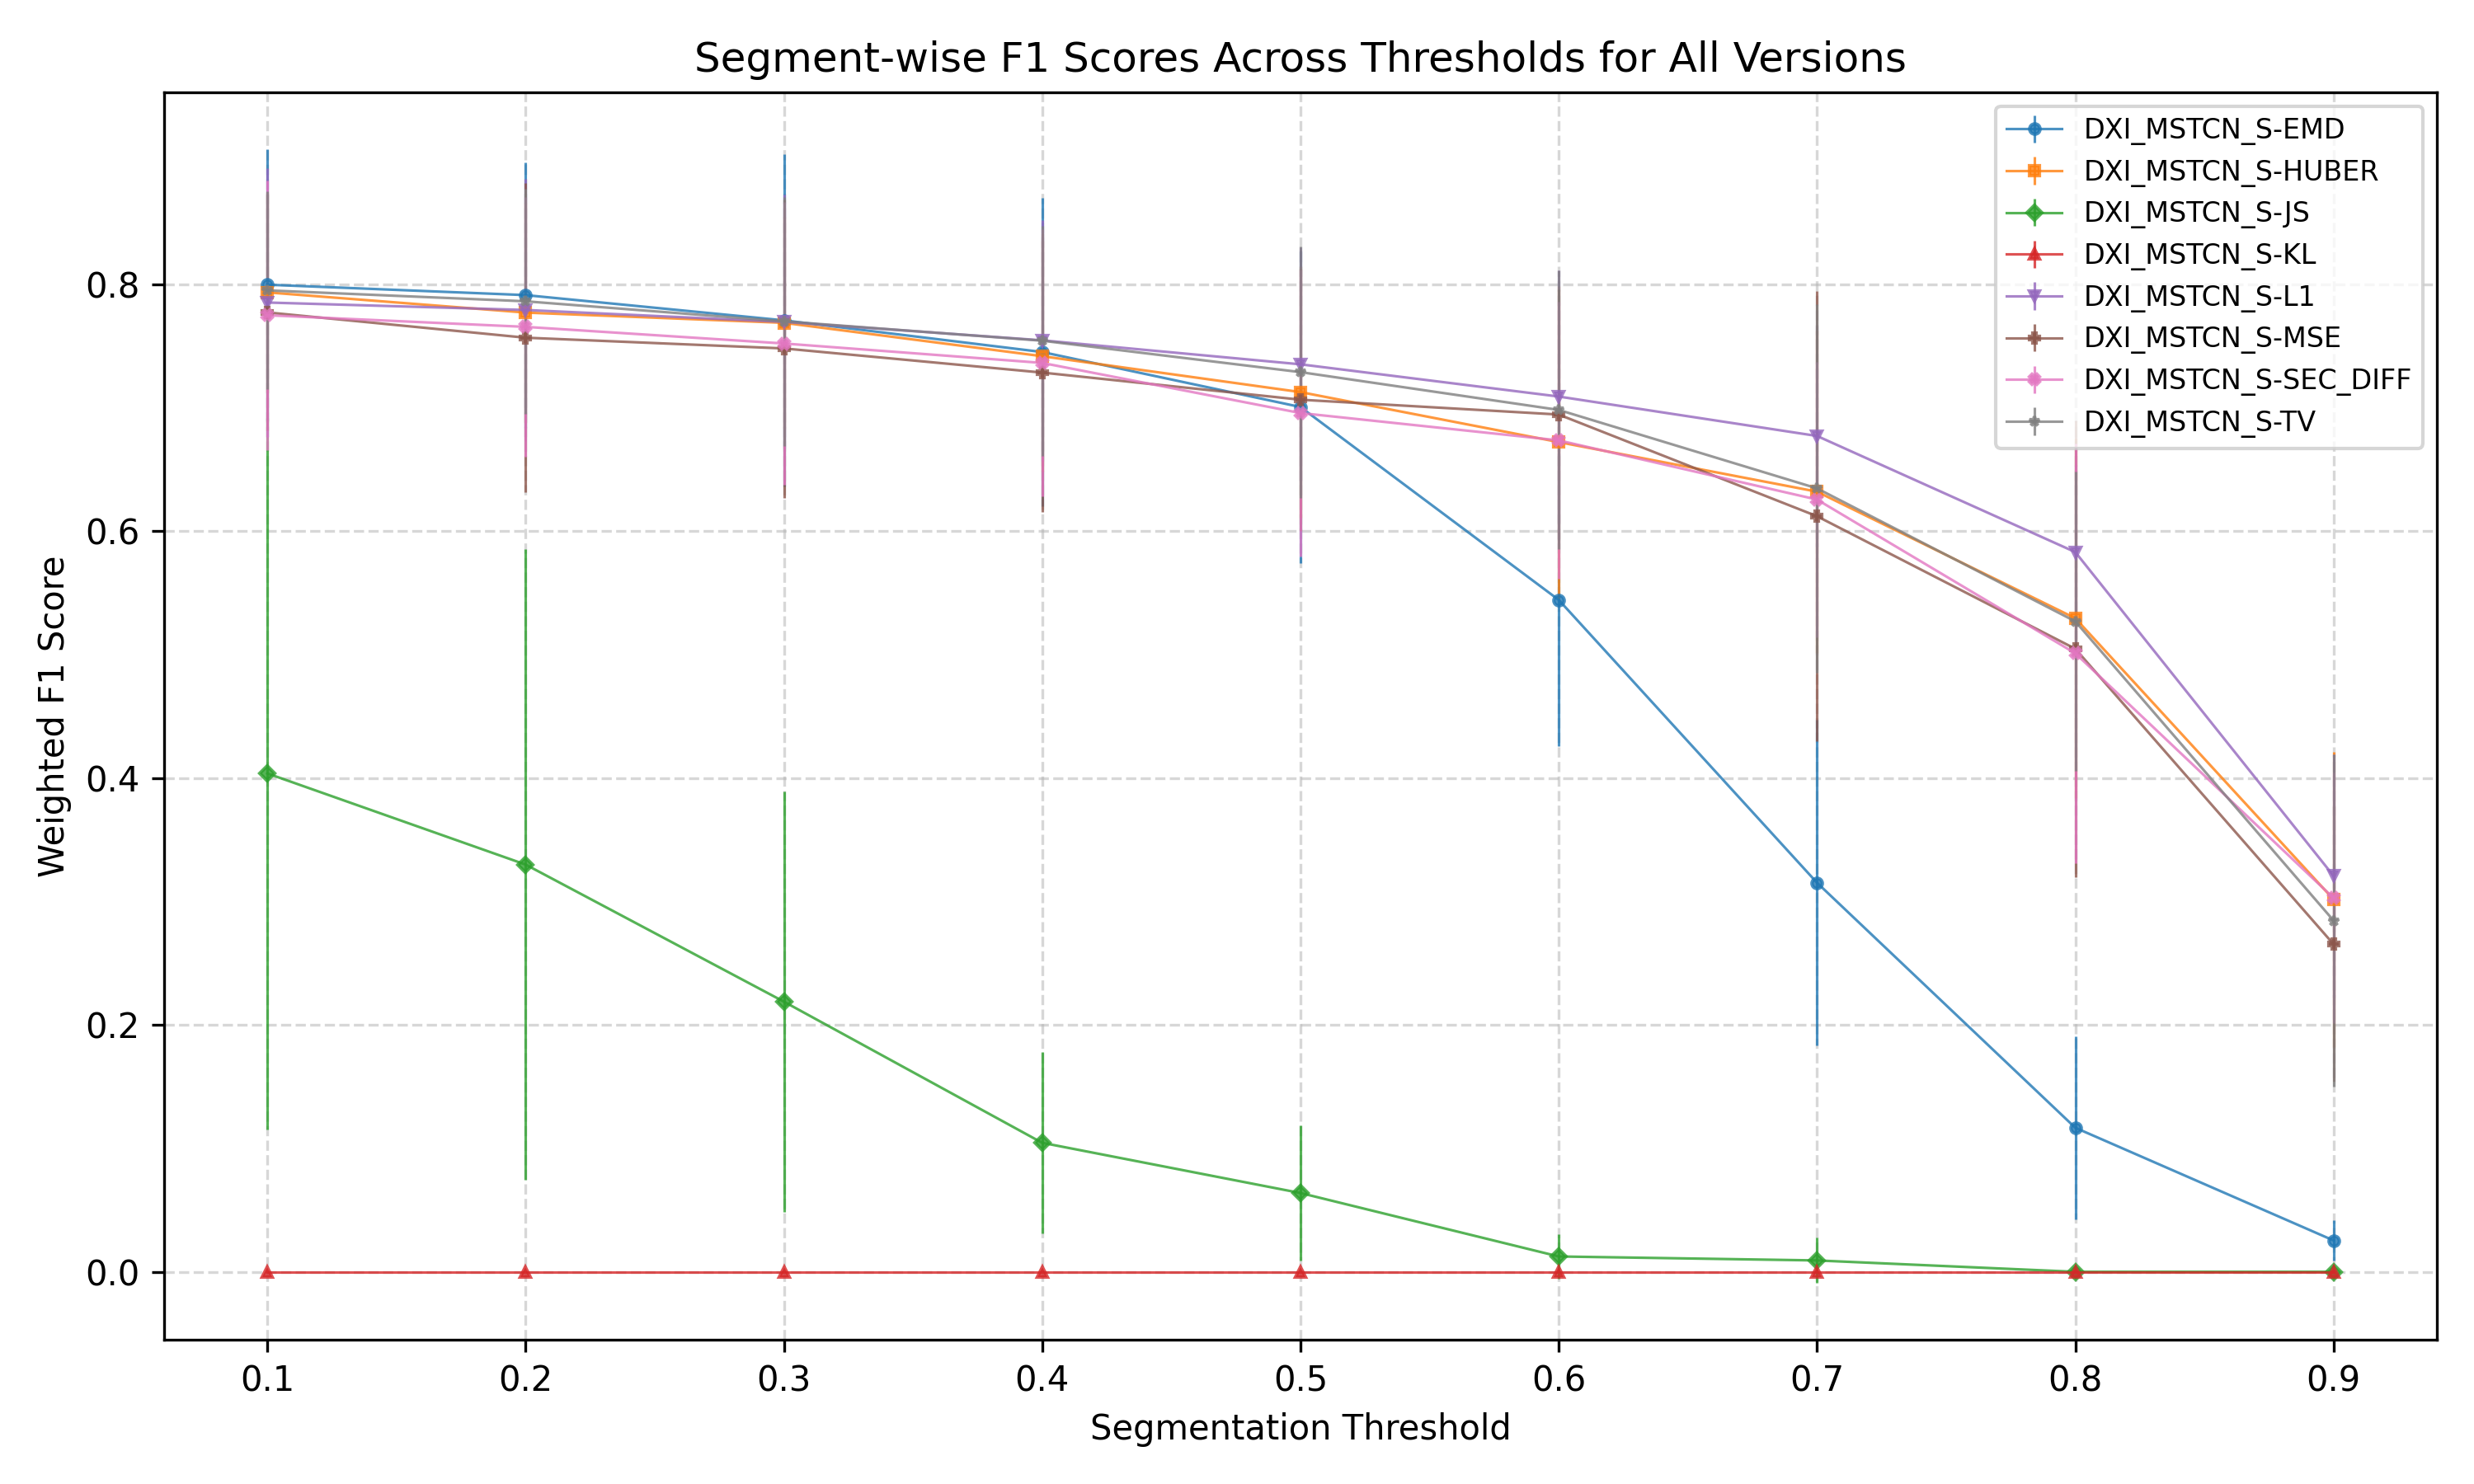 Segment-wise F1 Scores Across Thresholds for All Versions
DXI_MSTCN_S-EMD
DXI_MSTCN_S-HUBER
DXI_MSTCN_S-JS
DXI_MSTCN_S-KL
DXI_MSTCN_S-L1
DXI_MSTCN_S-MSE
DXI_MSTCN_S-SEC_DIFF
DXI_MSTCN_S-TV
Weighted F1 Score
0.8
0.6
0.4
0.2
0.0
0.1 0.2 0.3 0.4 0.5 0.6 0.7 0.8 0.9
Segmentation Threshold